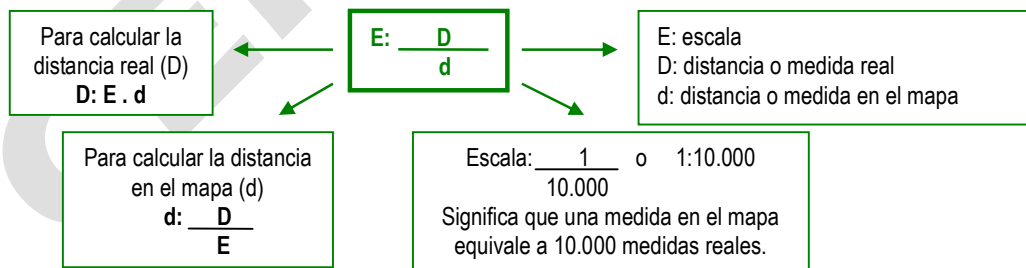 Para calcular la
distancia real (D)
D: E . d
E: D
d
E: escala
D: distancia o medida real
d: distancia o medida en el mapa
Para calcular la distancia
en el mapa (d)
d: D
E
Escala: 1 o 1:10.000
10.000
Significa que una medida en el mapa
equivale a 10.000 medidas reales.